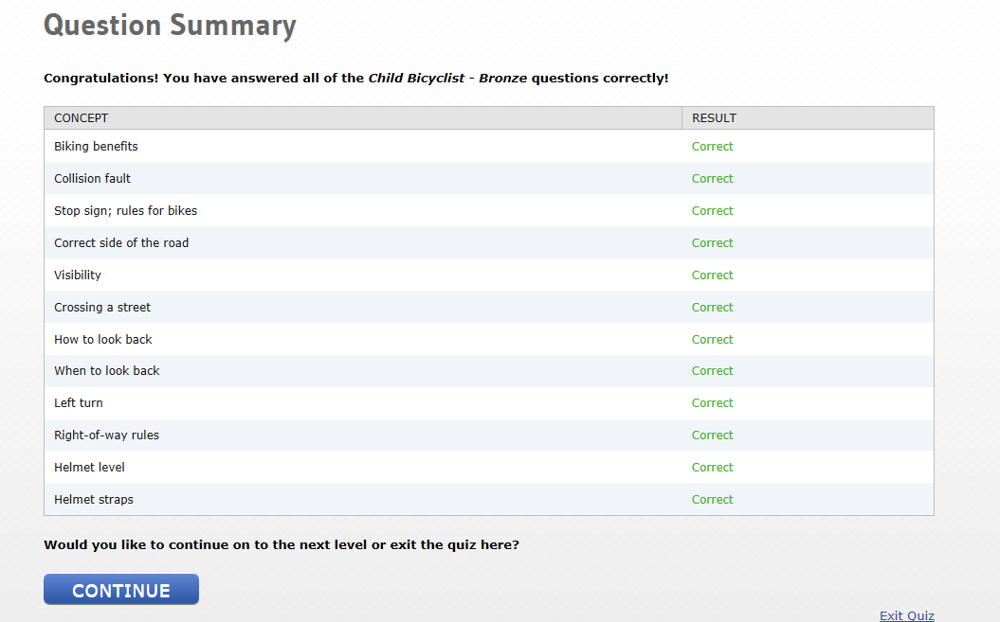 Question Summary
Congratulations! You have answered all of the Child Bicyclist - Bronze questions correctly!
CONCEPT RESULT
Biking benefits Correct
Collision fault Correct
Stop sign; rules for bikes Correct
Correct side of the road Correct
Visibility Correct
Crossing a street Correct
How to look back Correct
When to look back Correct
Left turn Correct
Right-of-way rules Correct
Helmet level Correct
Helmet straps Correct
Would you like to continue on to the next level or exit the quiz here?
CONTINUE
Exit Quiz